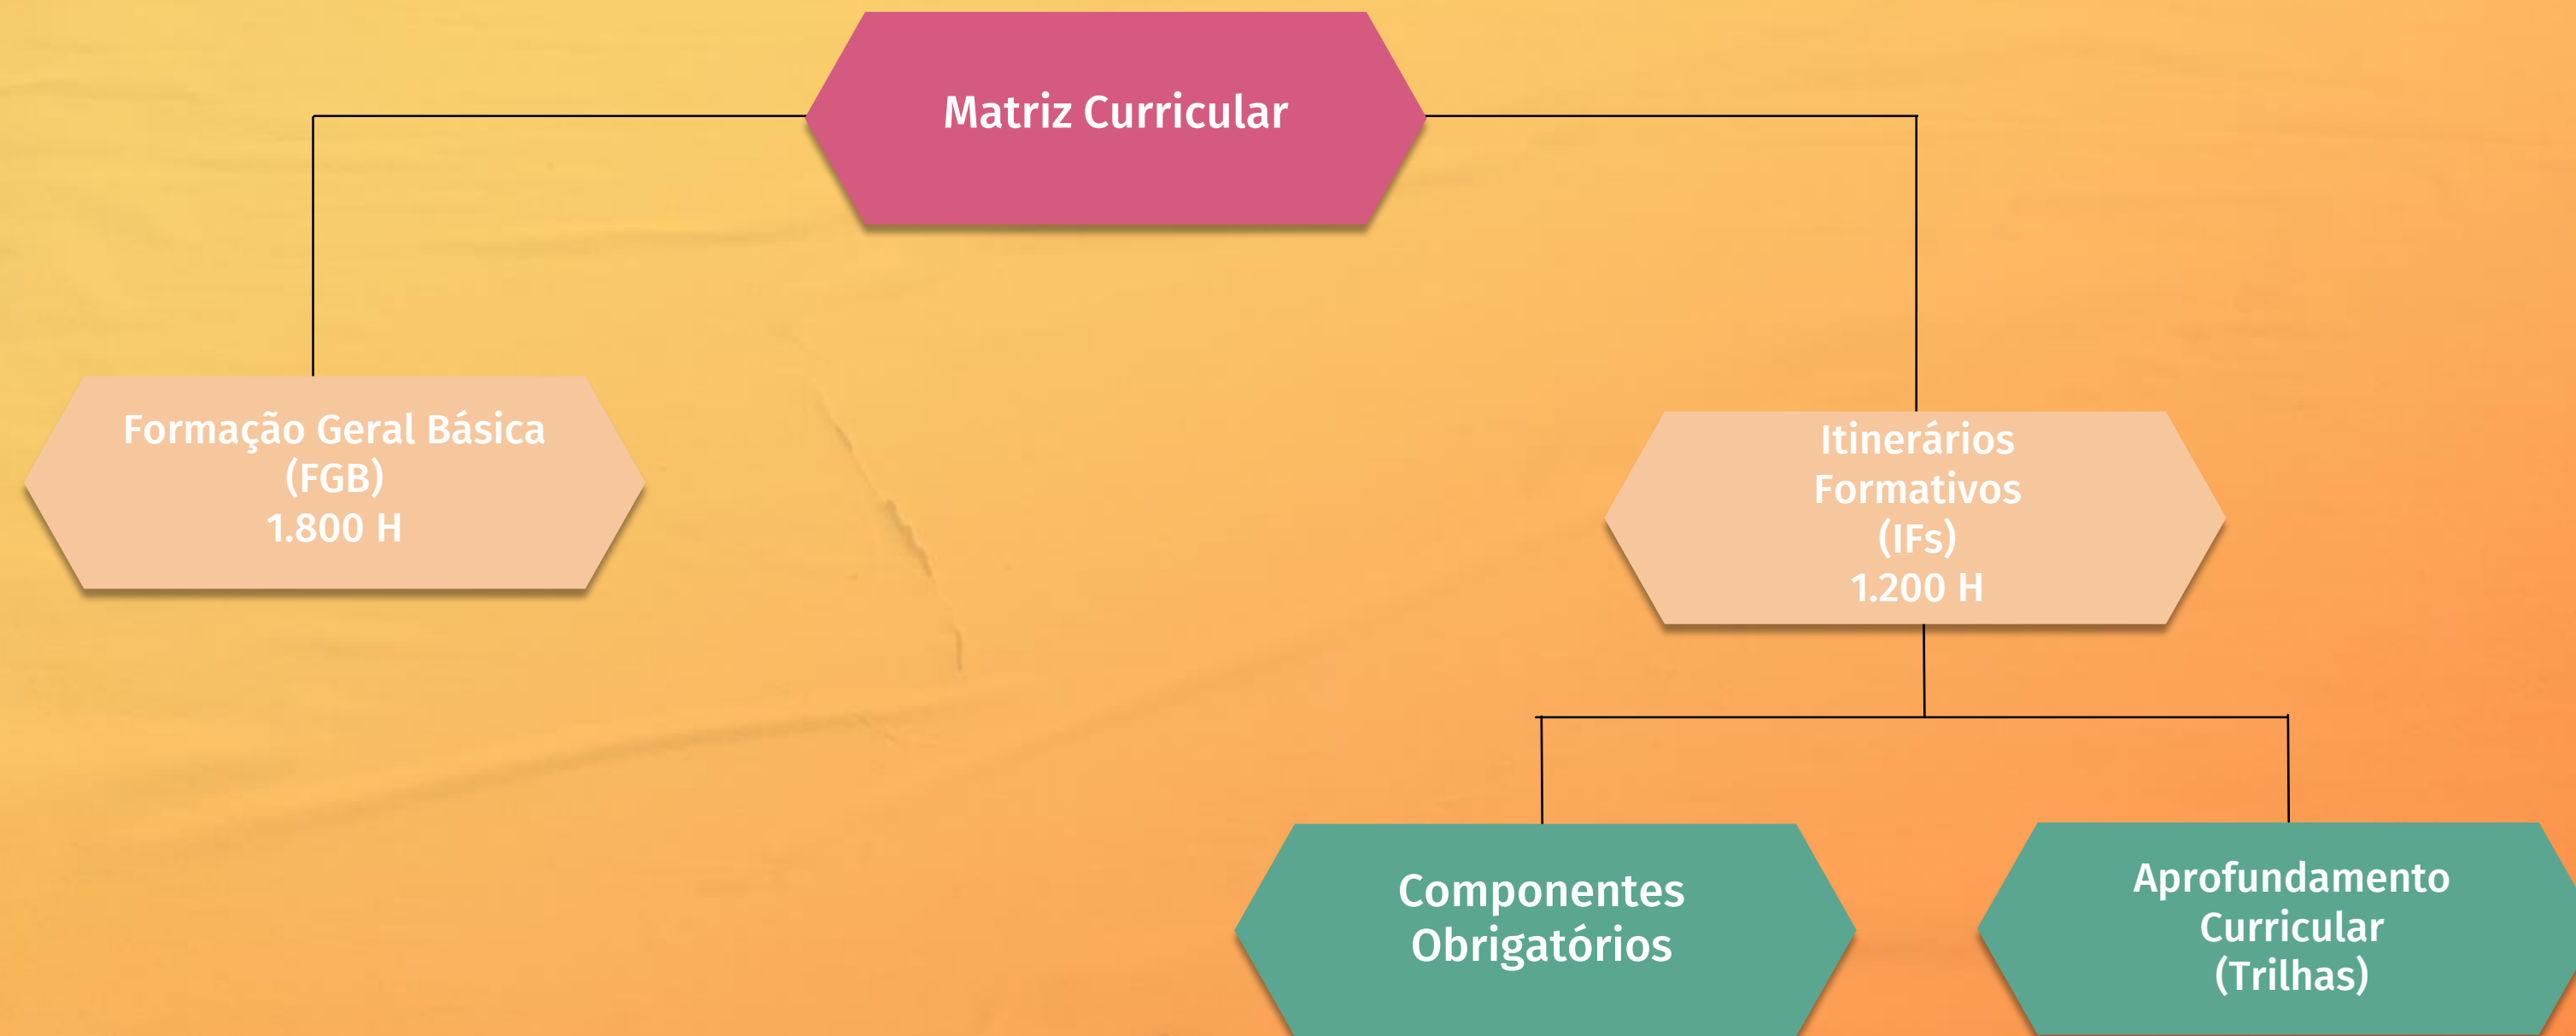 Matriz Curricular
Formação Geral Básica
(FGB)
1.800 H
Itinerários
Formativos
(IFs)
1.200 H
Componentes
Obrigatórios
Aprofundamento
Curricular
(Trilhas)